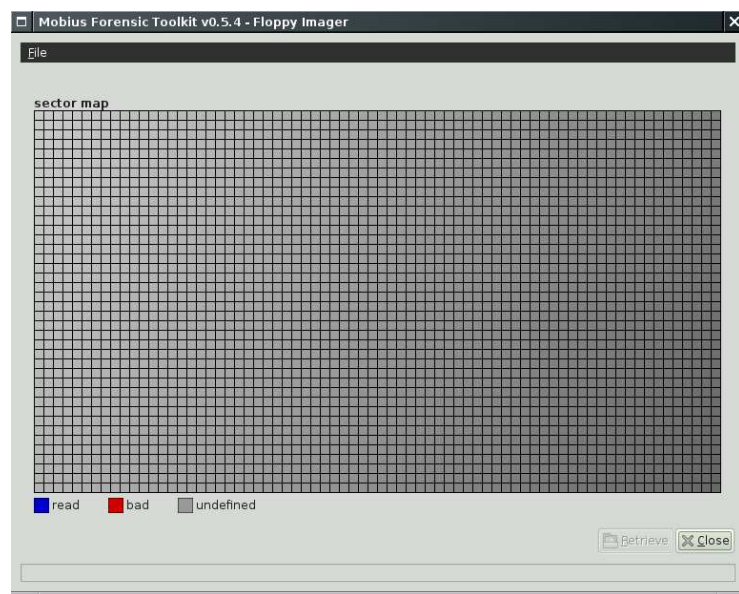 Mobius Forensic Toolkit v0.5.4 - Floppy Imager
File
sector map
read bad undefined
Retrieve Close